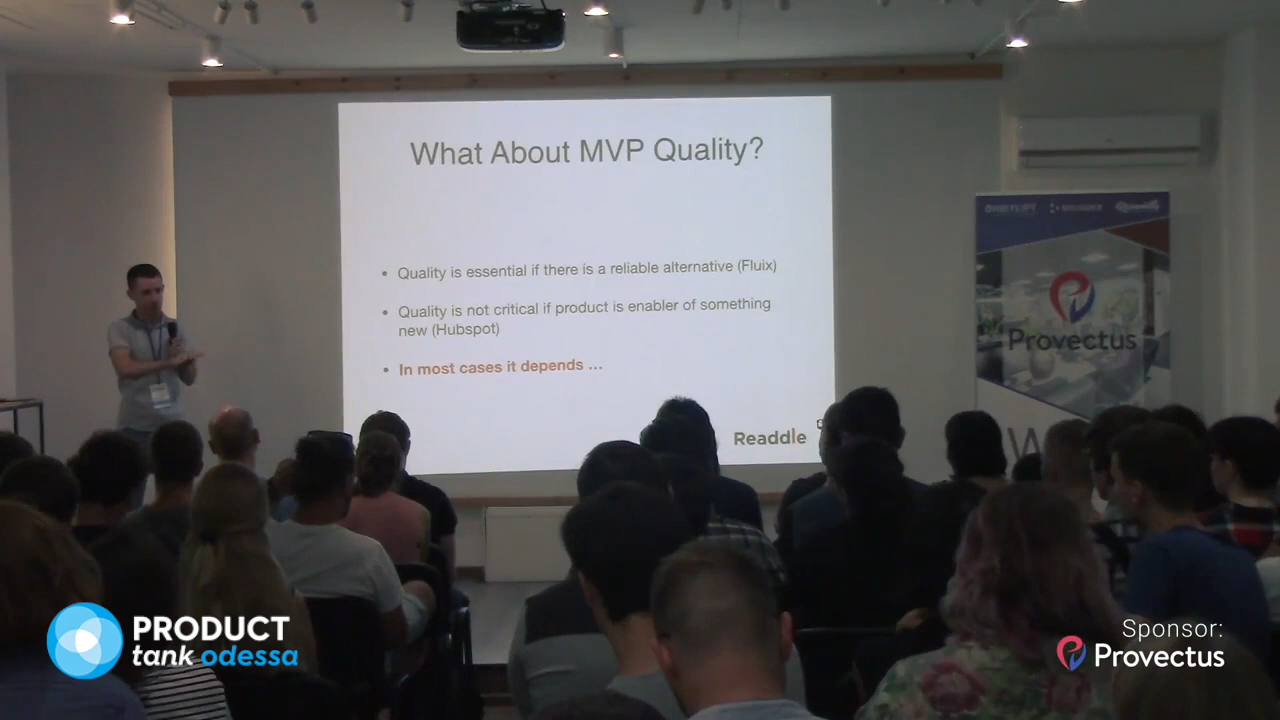 What About MVP Quality?
• Quality is essential if there is a reliable alternative (Fluix)
• Quality is not critical if product is enabler of something
new (Hubspot)
• In most cases it depends ...
Readdle
Provectus
W
PRODUCT
tank odessa
Sponsor:
Provectus